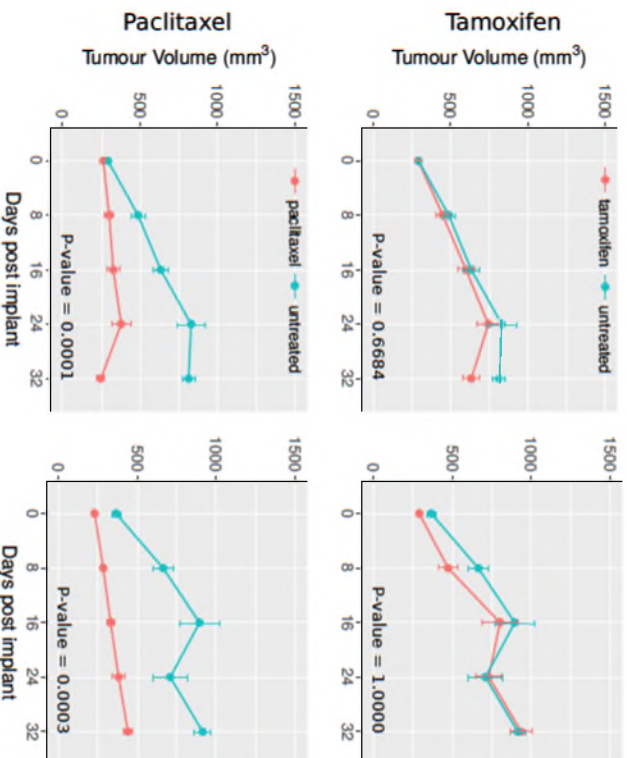 Paclitaxel
Tumour Volume (mm³)
0 500 1000 1500
paclitaxel untreated
P-value = 0.0001
0 8 16 24 32
Days post implant
0 500 1000 1500
P-value = 0.0003
0 8 16 24 32
Days post implant
Tamoxifen
Tumour Volume (mm³)
0 500 1000 1500
tamoxifen untreated
P-value = 0.6684
0 8 16 24 32
0 500 1000 1500
P-value = 1.0000
0 8 16 24 32